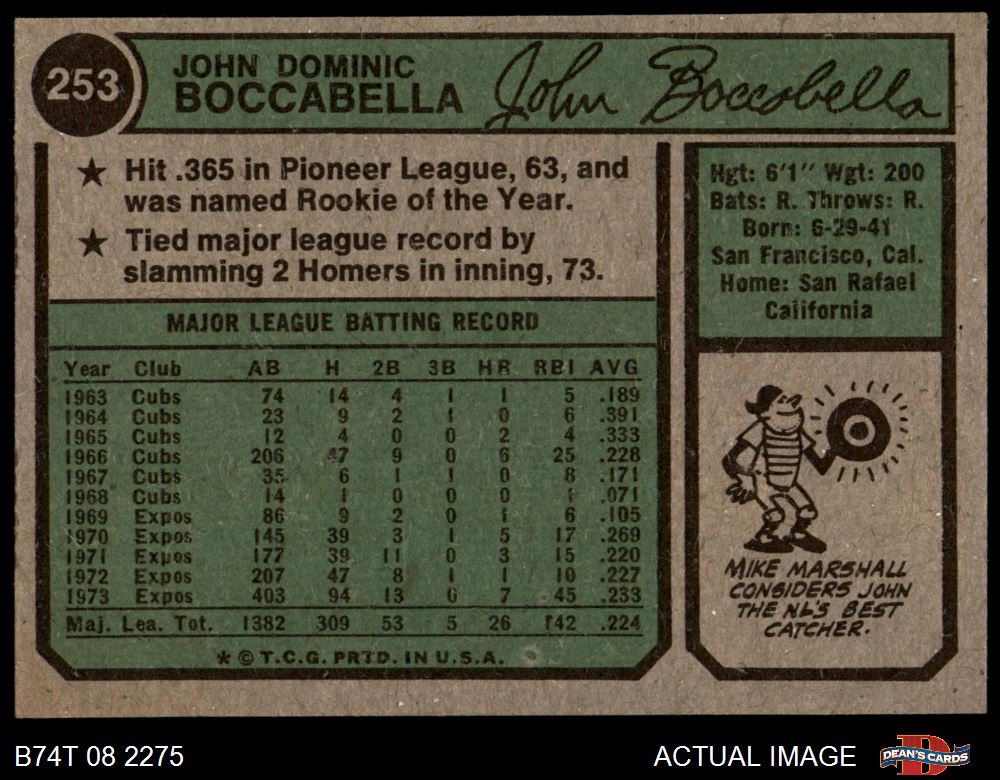 253
JOHN DOMINIC
BOCCABELLA
John Boccabella
★ Hit .365 in Pioneer League, 63, and
was named Rookie of the Year.
★ Tied major league record by
slamming 2 Homers in inning, 73.
Hgt: 6'1" Wgt: 200
Bats: R. Throws: R.
Born: 6-29-41
San Francisco, Cal.
Home: San Rafael
California
MAJOR LEAGUE BATTING RECORD
Year Club AB H 2B 3B HR RBI AVG
1963 Cubs 74 14 4 1 1 5 .189
1964 Cubs 23 9 2 1 0 6 .391
1965 Cubs 12 4 0 0 2 4 .333
1966 Cubs 206 47 9 0 6 25 .228
1967 Cubs 35 6 1 1 0 8 .171
1968 Cubs 14 1 0 0 0 1 .071
1969 Expos 86 9 2 0 1 6 .105
1970 Expos 145 39 3 1 5 17 .269
1971 Expos 177 39 11 0 3 15 .220
1972 Expos 207 47 8 1 1 10 .227
1973 Expos 403 94 13 0 7 45 .233
Maj. Lea. Tot. 1382 309 53 5 26 142 .224
* © T.C.G. PRTD. IN U.S.A.
MIKE MARSHALL
CONSIDERS JOHN
THE NL'S BEST
CATCHER.
B74T 08 2275
ACTUAL IMAGE
DEAN'S CARDS